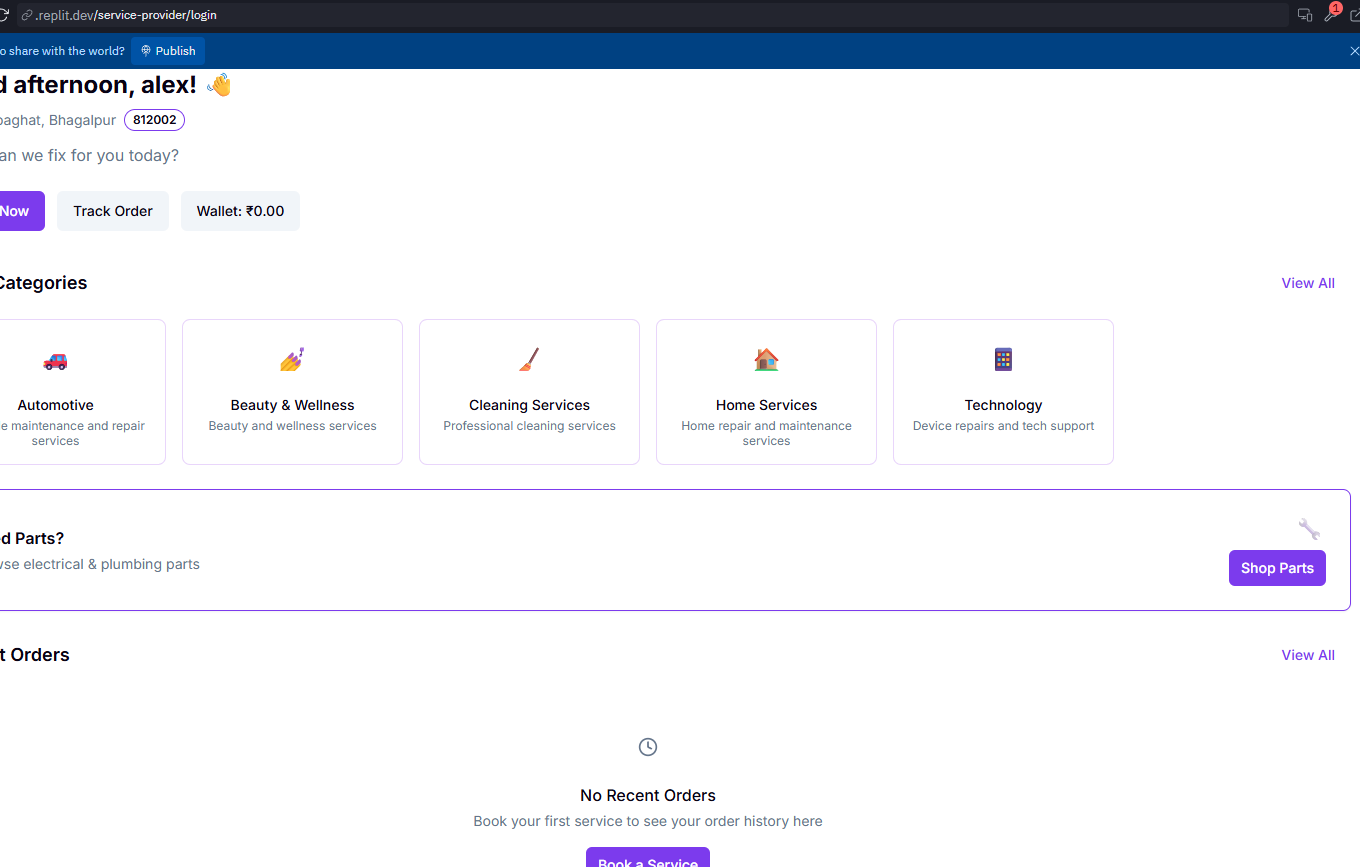 .replit.dev/service-provider/login
1
o share with the world?
Publish
d afternoon, alex! 👋
aghat, Bhagalpur 812002
an we fix for you today?
Now
Track Order
Wallet: ₹0.00
Categories
View All
Automotive
e maintenance and repair
services
Beauty & Wellness
Beauty and wellness services
Cleaning Services
Professional cleaning services
Home Services
Home repair and maintenance
services
Technology
Device repairs and tech support
d Parts?
wse electrical & plumbing parts
Shop Parts
t Orders
View All
No Recent Orders
Book your first service to see your order history here
Book a Service